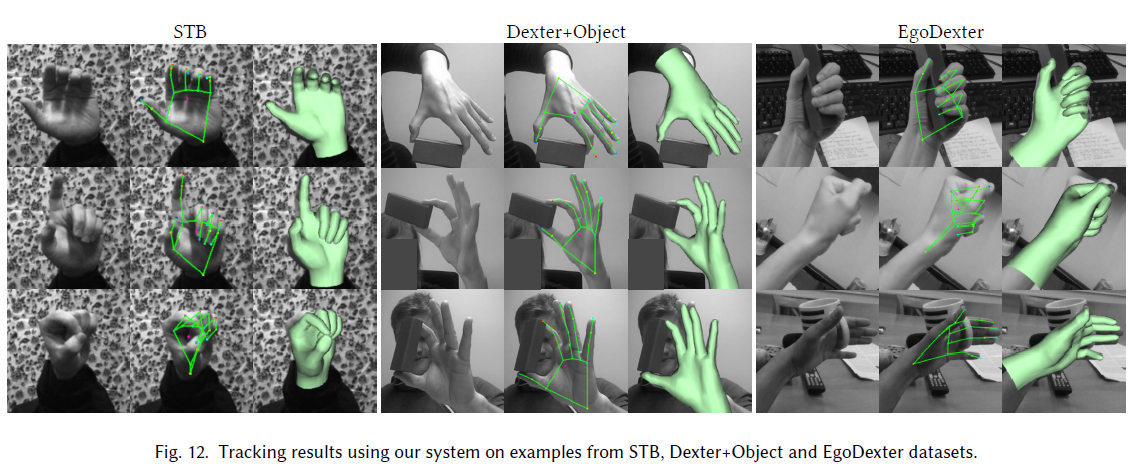 STB
Dexter+Object
EgoDexter
Fig. 12. Tracking results using our system on examples from STB, Dexter+Object and EgoDexter datasets.